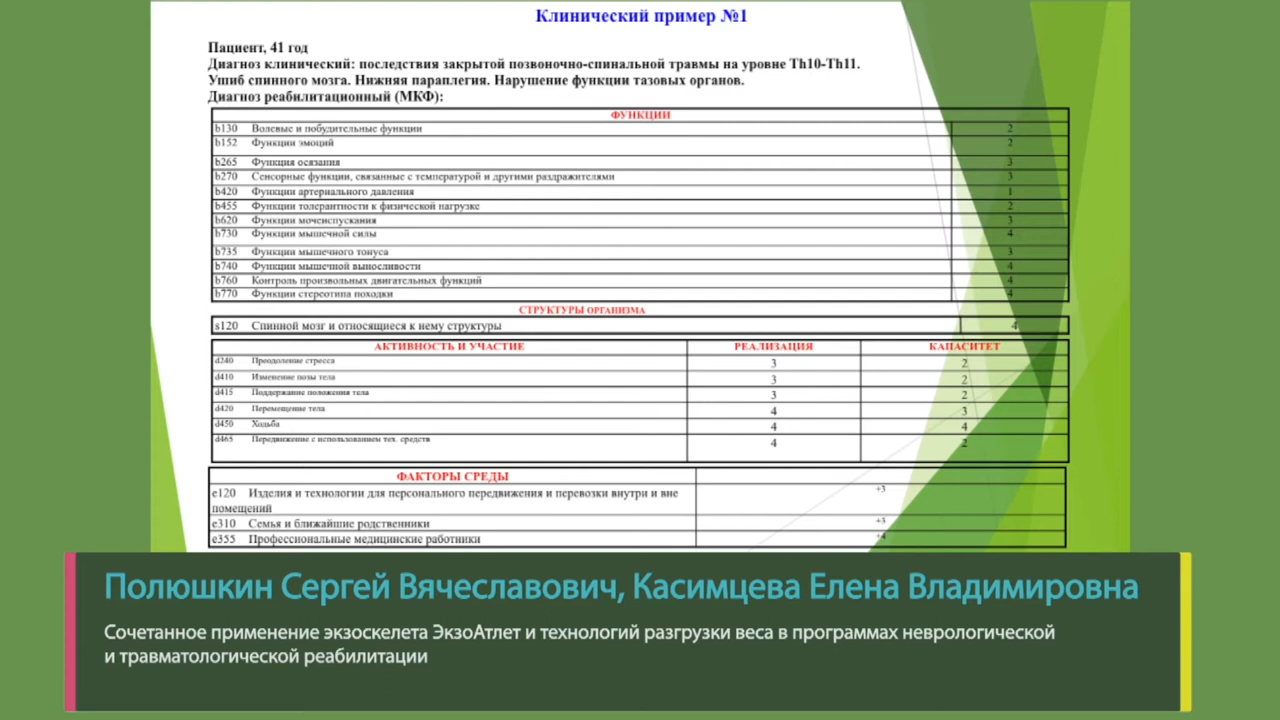 Клинический пример №1
Пациент, 41 год
Диагноз клинический: последствия закрытой позвоночно-спинальной травмы на уровне Th10-Th11.
Ушиб спинного мозга. Нижняя параплегия. Нарушение функции тазовых органов.
Диагноз реабилитационный (МКФ):
ФУНКЦИИ
b130 Волевые и побудительные функции 2
b152 Функции эмоций 2
b265 Функция осязания 3
b270 Сенсорные функции, связанные с температурой и другими раздражителями 3
b420 Функции артериального давления 1
b455 Функции толерантности к физической нагрузке 2
b620 Функции мочеиспускания 3
b730 Функции мышечной силы 4
b735 Функции мышечного тонуса 3
b740 Функции мышечной выносливости 4
b760 Контроль произвольных двигательных функций 4
b770 Функции стереотипа походки 4
СТРУКТУРЫ ОРГАНИЗМА
s120 Спинной мозг и относящиеся к нему структуры 4
АКТИВНОСТЬ И УЧАСТИЕ РЕАЛИЗАЦИЯ КАПАСИТЕТ
d240 Преодоление стресса 3 2
d410 Изменение позы тела 3 2
d415 Поддержание положения тела 3 2
d420 Перемещение тела 4 3
d450 Ходьба 4 4
d465 Передвижение с использованием тех. средств 4 2
ФАКТОРЫ СРЕДЫ
e120 Изделия и технологии для персонального передвижения и перевозки внутри и вне +3
помещений
e310 Семья и ближайшие родственники +3
e355 Профессиональные медицинские работники +4
Полюшкин Сергей Вячеславович, Касимцева Елена Владимировна
Сочетанное применение экзоскелета ЭкзоАтлет и технологий разгрузки веса в программах неврологической
и травматологической реабилитации